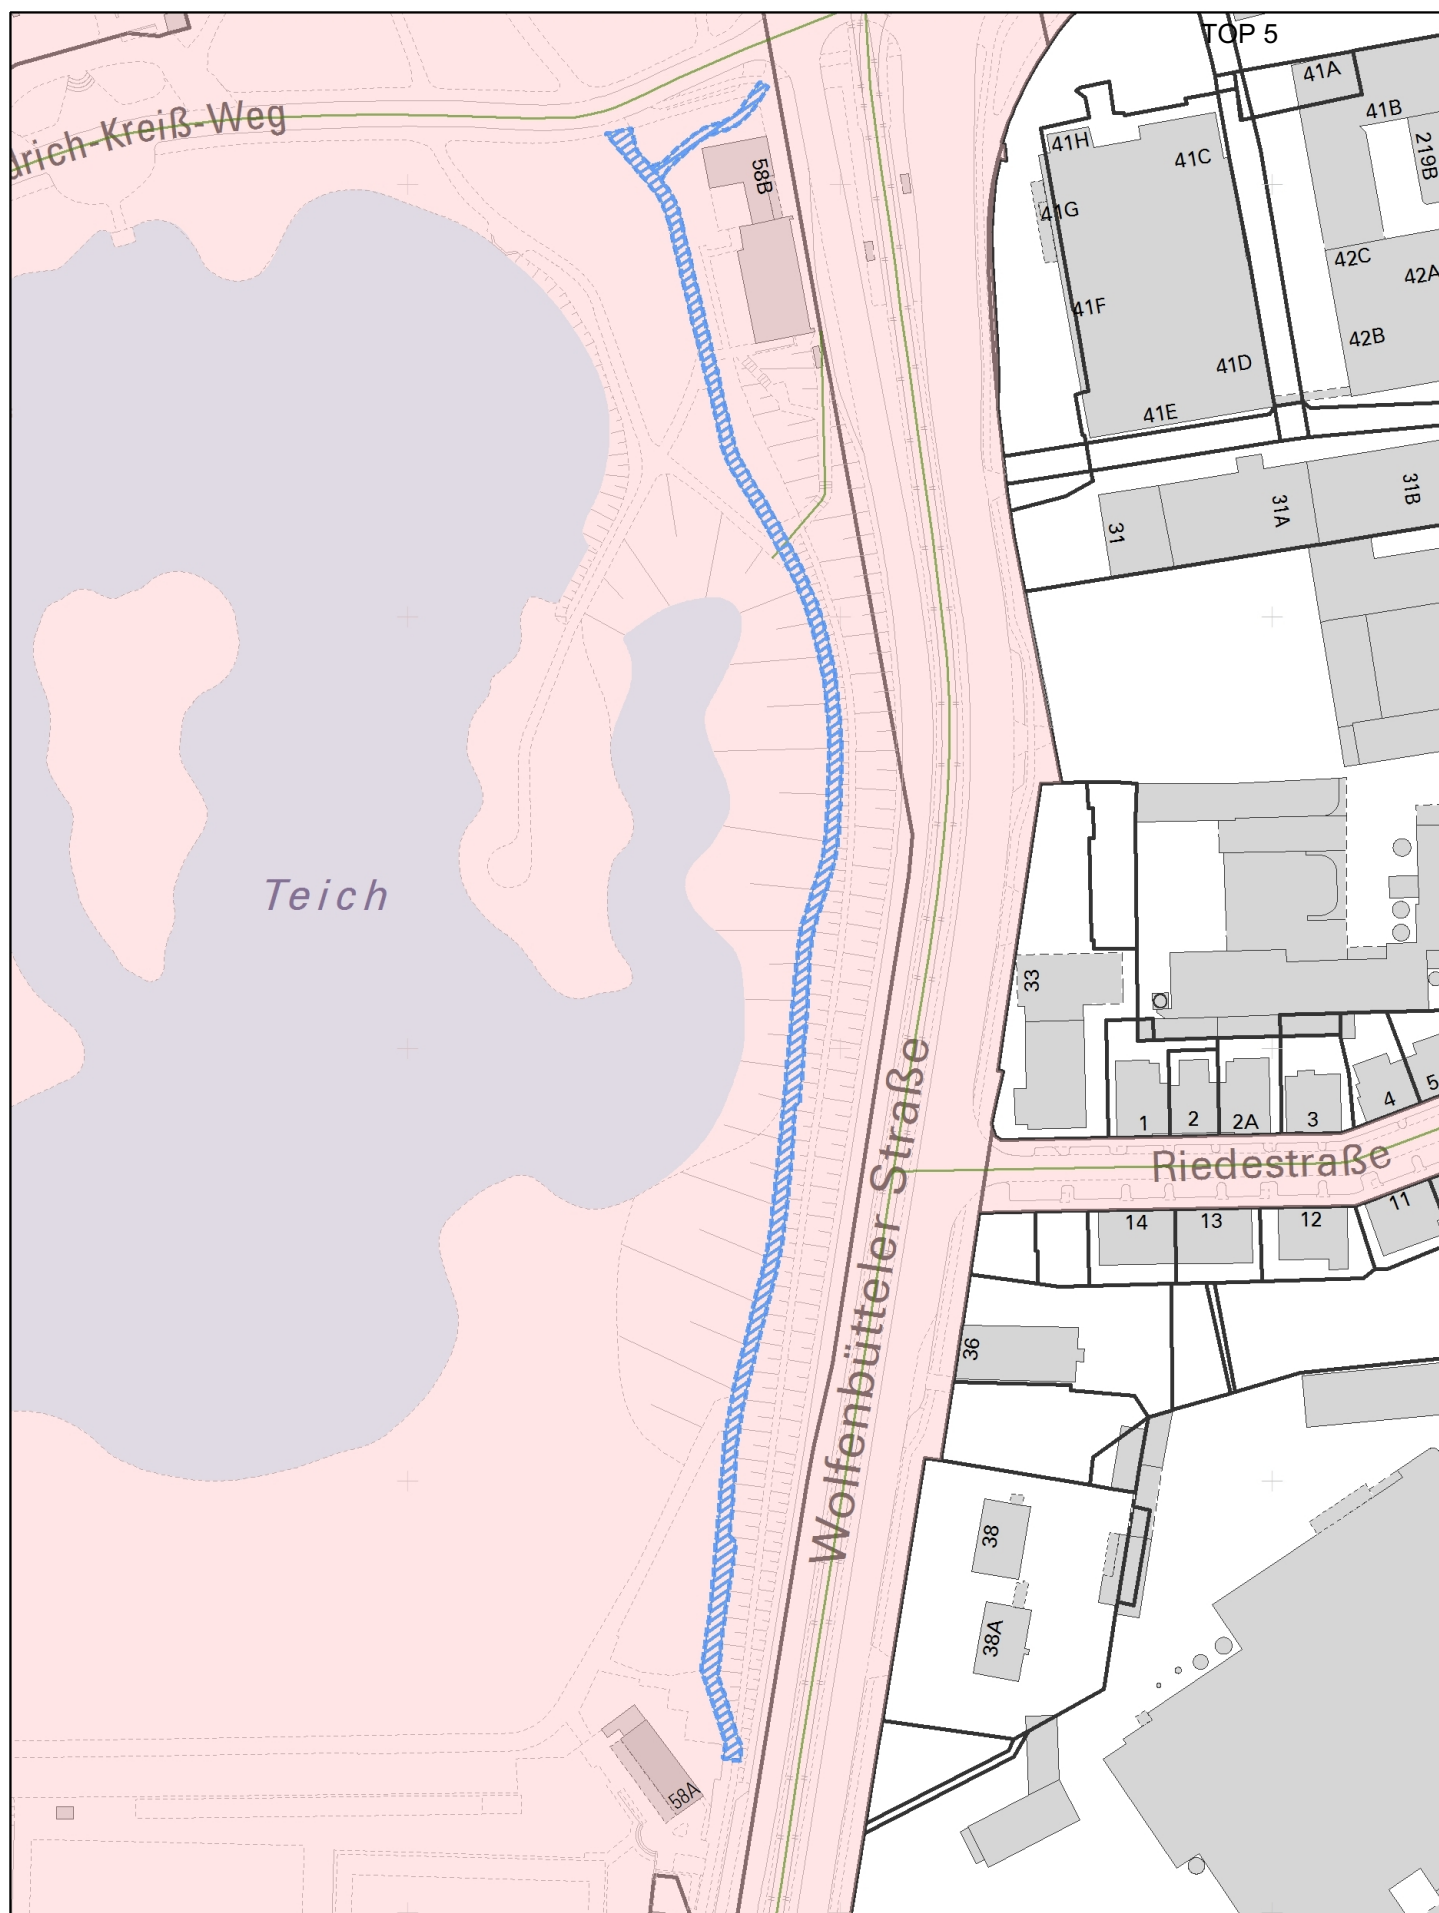 TOP 5
41A
41B
219B
drich-Kreiß-Weg
41H
41C
58B
41G
42C
42A
41F
42B
41D
41E
31
31A
31B
Teich
33
1
2
2A
3
4
5
Riedestraße
Wolfenbütteler Straße
14
13
12
11
36
38
38A
58A